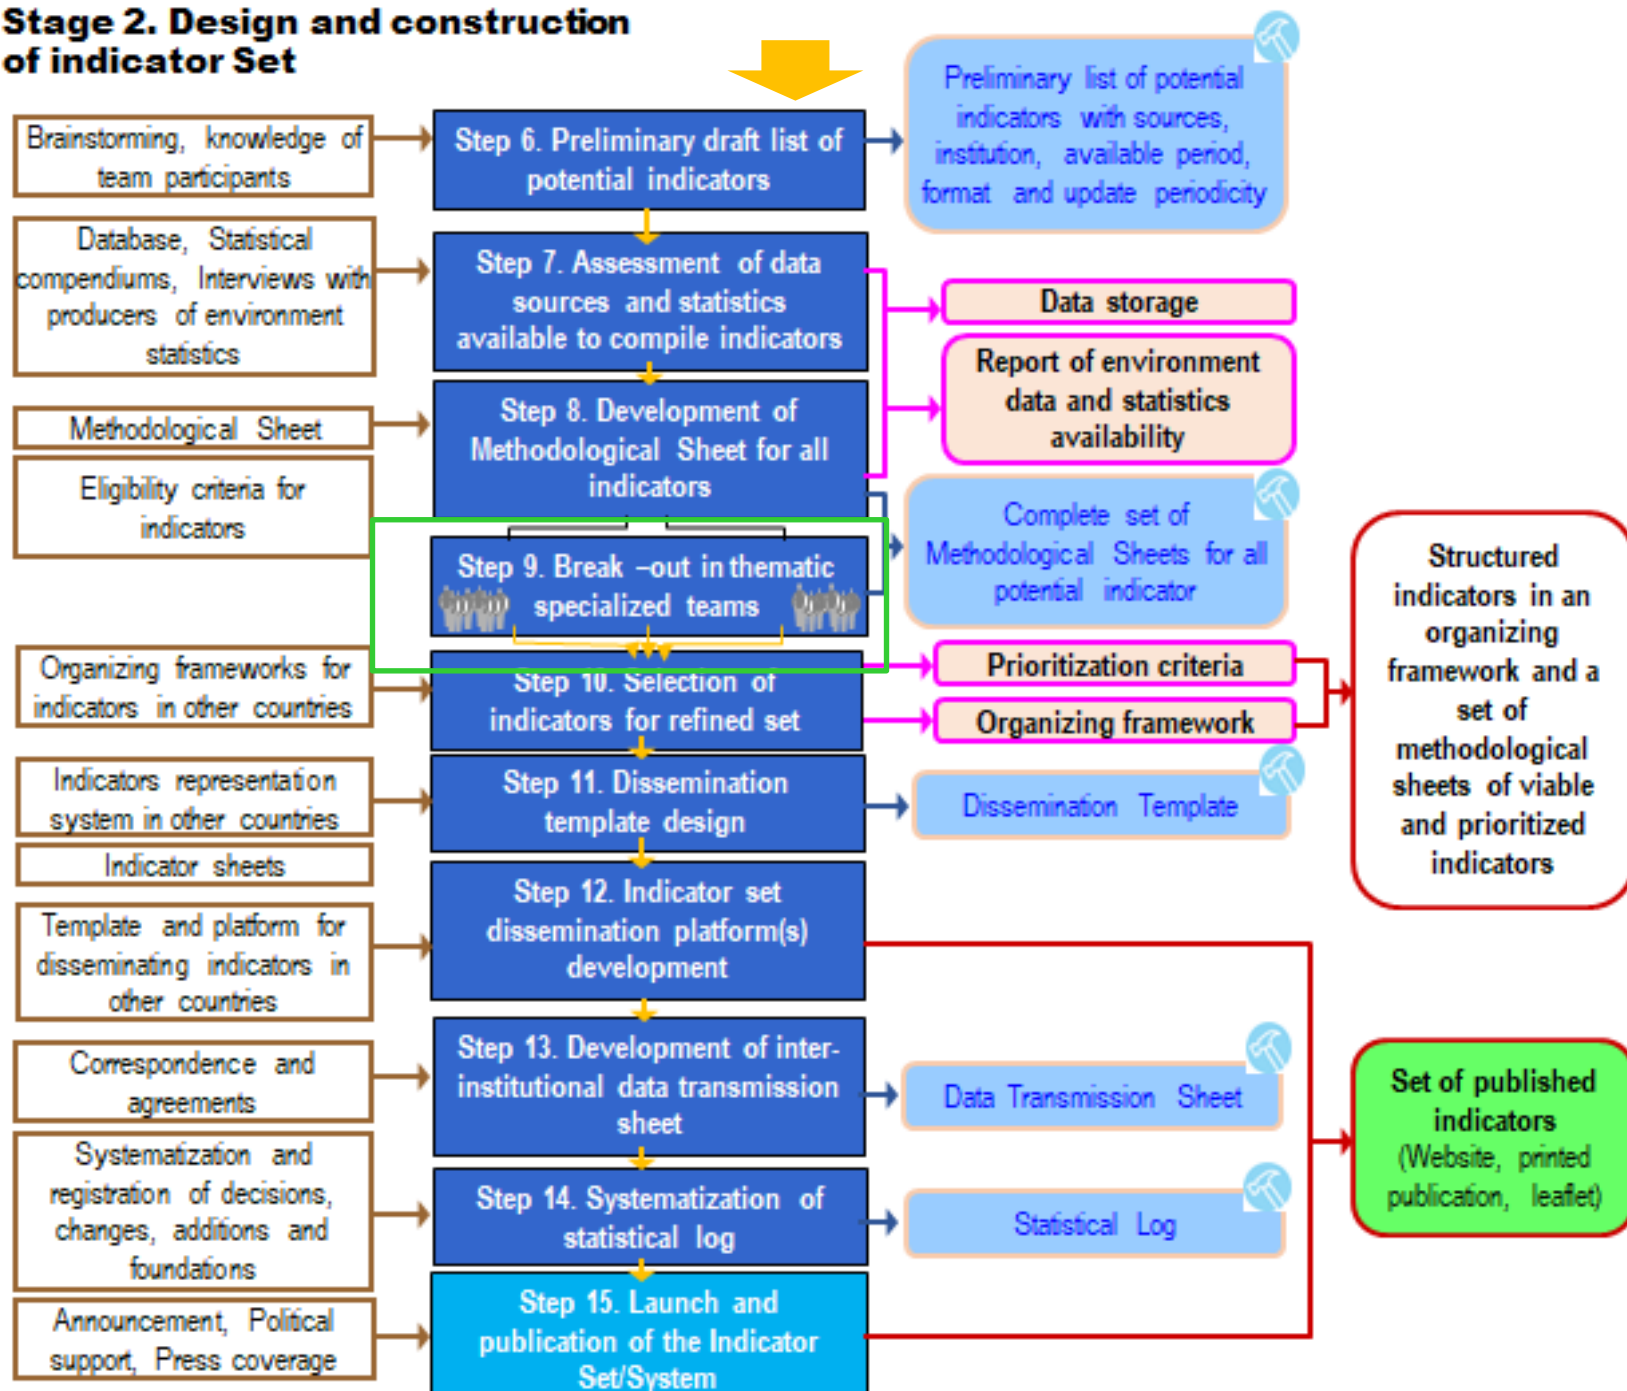 Stage 2. Design and construction
of indicator Set
Brainstorming, knowledge of
team participants
Step 6. Preliminary draft list of
potential indicators
Preliminary list of potential
indicators with sources,
institution, available period,
format and update periodicity
Database, Statistical
compendiums, Interviews with
producers of environment
statistics
Step 7. Assessment of data
sources and statistics
available to compile indicators
Data storage
Report of environment
data and statistics
availability
Methodological Sheet
Step 8. Development of
Methodological Sheet for all
indicators
Eligibility criteria for
indicators
Complete set of
Methodological Sheets for all
potential indicator
Step 9. Break –out in thematic
specialized teams
Organizing frameworks for
indicators in other countries
Step 10. Selection of
indicators for refined set
Prioritization criteria
Organizing framework
Structured
indicators in an
organizing
framework and a
set of
methodological
sheets of viable
and prioritized
indicators
Indicators representation
system in other countries
Step 11. Dissemination
template design
Dissemination Template
Indicator sheets
Template and platform for
disseminating indicators in
other countries
Step 12. Indicator set
dissemination platform(s)
development
Correspondence and
agreements
Step 13. Development of inter-
institutional data transmission
sheet
Data Transmission Sheet
Set of published
indicators
(Website, printed
publication, leaflet)
Systematization and
registration of decisions,
changes, additions and
foundations
Step 14. Systematization of
statistical log
Statistical Log
Announcement, Political
support, Press coverage
Step 15. Launch and
publication of the Indicator
Set/System